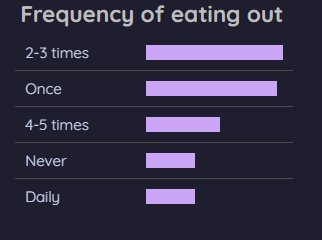 Frequency of eating out
2-3 times
Once
4-5 times
Never
Daily